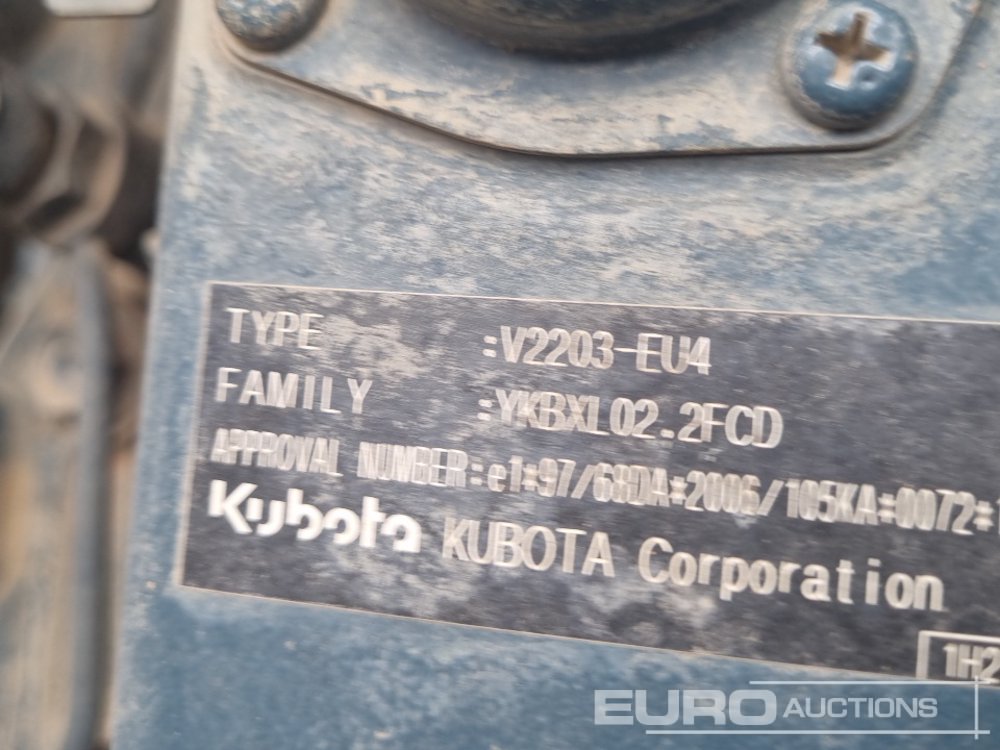 TYPE :V2203-EU4
FAMILY :YKBXL02.2FCD
APPROVAL NUMBER:e1*97/68DA*2006/105KA*0072*
Kubota KUBOTA Corporation
1H2
EURO AUCTIONS